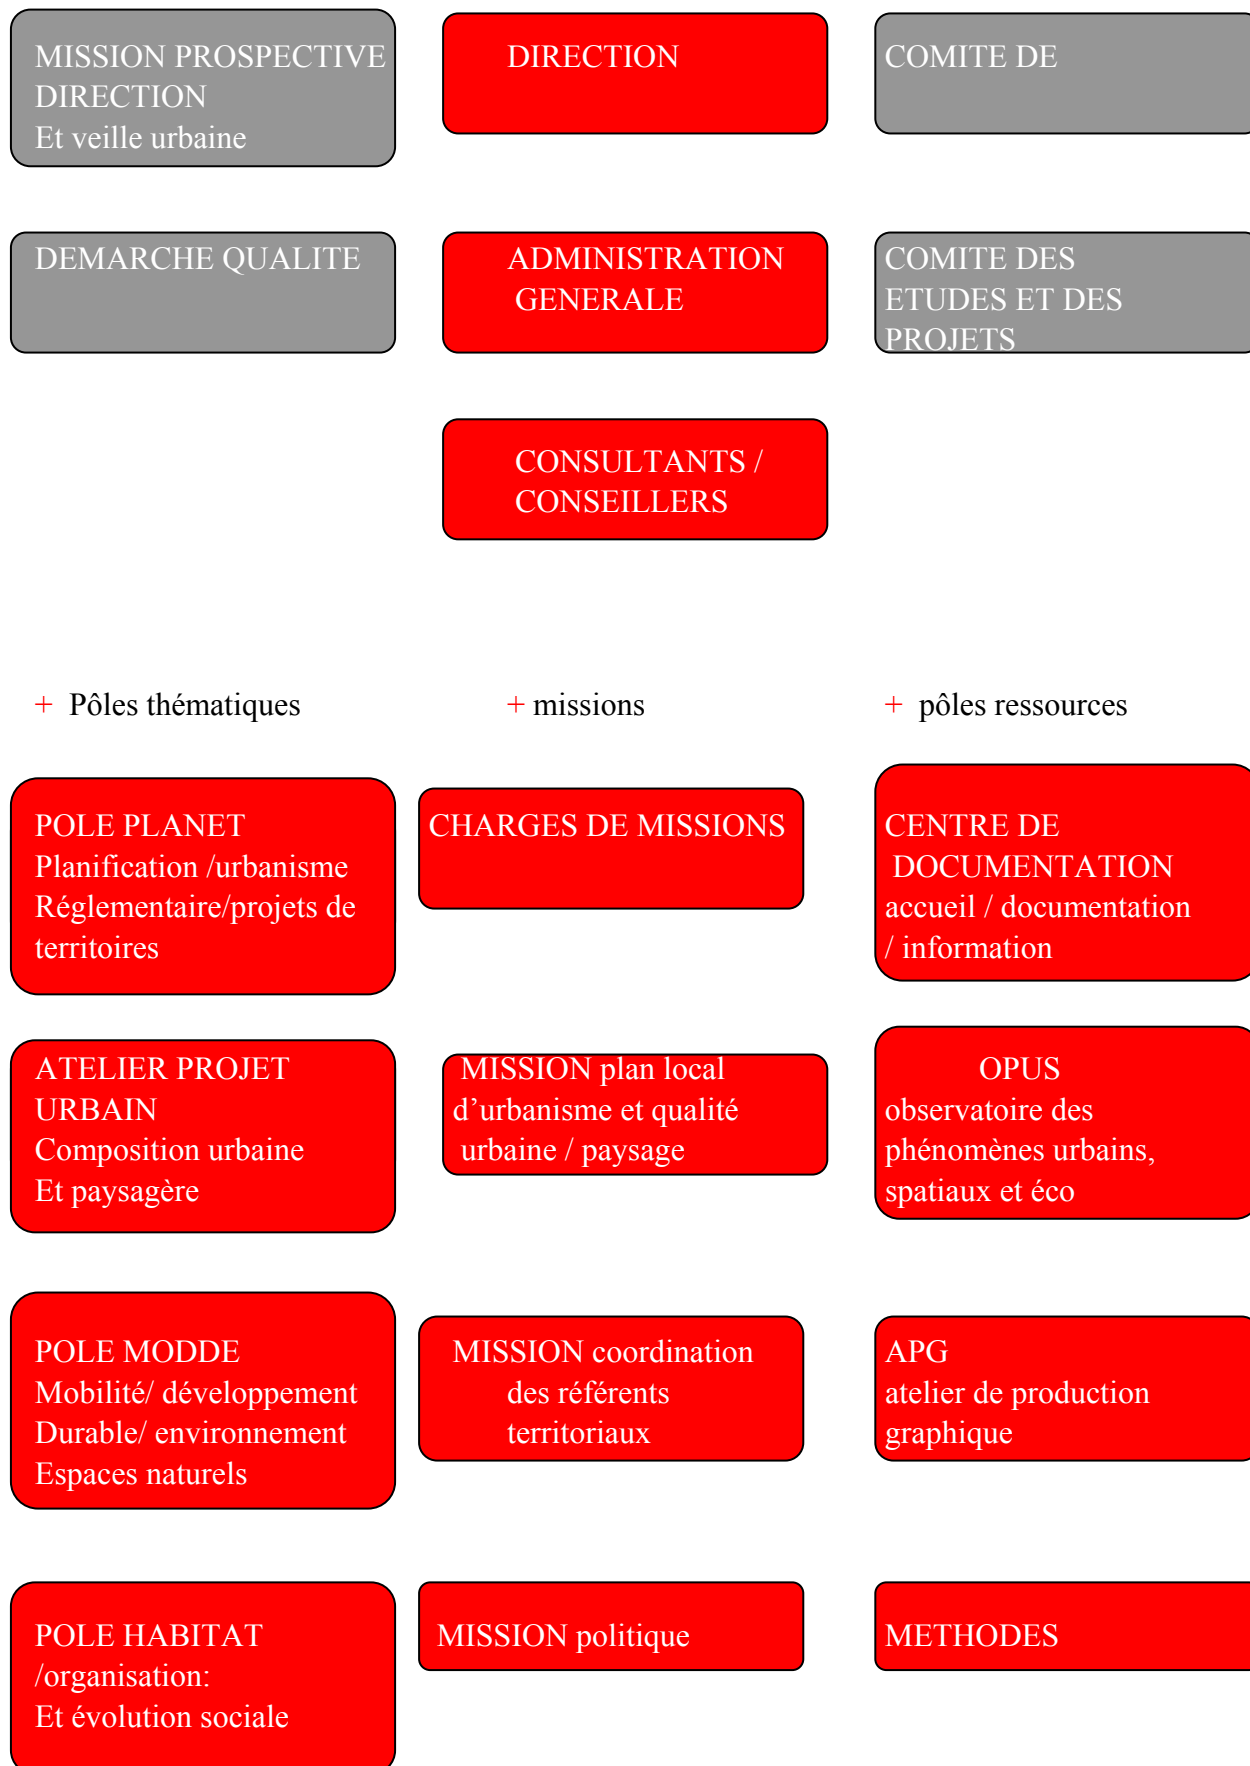 MISSION PROSPECTIVE
DIRECTION
Et veille urbaine
DIRECTION
COMITE DE
DEMARCHE QUALITE
ADMINISTRATION
GENERALE
COMITE DES
ETUDES ET DES
PROJETS
CONSULTANTS /
CONSEILLERS
+ Pôles thématiques
+ missions
+ pôles ressources
POLE PLANET
Planification /urbanisme
Réglementaire/projets de
territoires
CHARGES DE MISSIONS
CENTRE DE
DOCUMENTATION
accueil / documentation
/ information
ATELIER PROJET
URBAIN
Composition urbaine
Et paysagère
MISSION plan local
d’urbanisme et qualité
urbaine / paysage
OPUS
observatoire des
phénomènes urbains,
spatiaux et éco
POLE MODDE
Mobilité/ développement
Durable/ environnement
Espaces naturels
MISSION coordination
des référents
territoriaux
APG
atelier de production
graphique
POLE HABITAT
/organisation:
Et évolution sociale
MISSION politique
METHODES